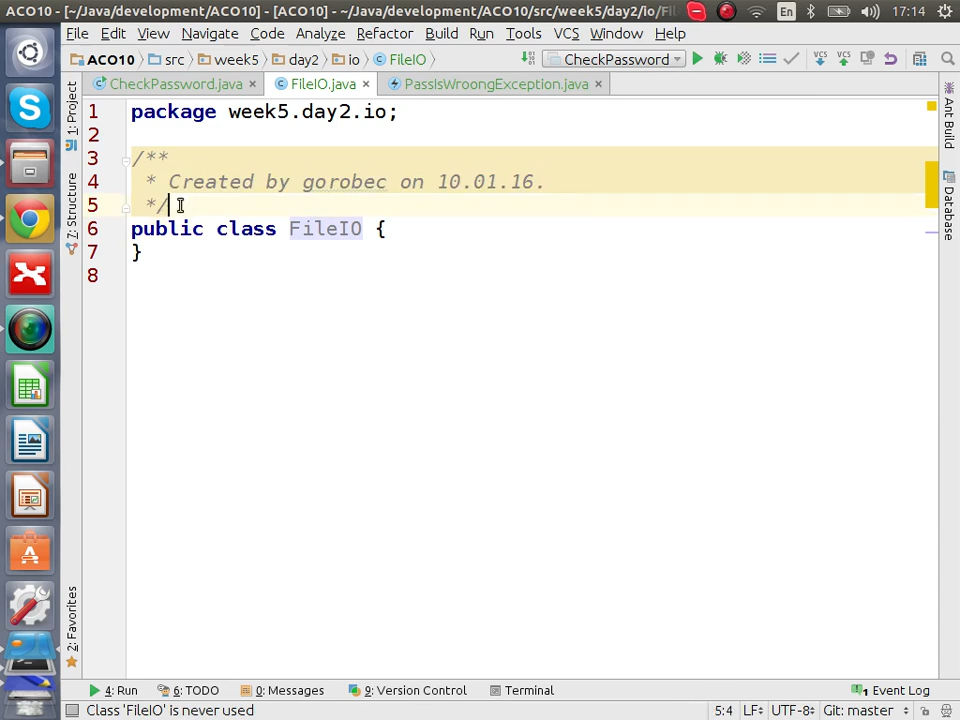 ACO10 - [~/Java/development/ACO10] - [ACO10] - ~/Java/development/ACO10/src/week5/day2/io/Fil
En
17:14
File Edit View Navigate Code Analyze Refactor Build Run Tools VCS Window Help
ACO10 src week5 day2 io FileIO CheckPassword VCS VCS
CheckPassword.java FileIO.java PassIsWroongException.java
1: Project
7: Structure
2: Favorites
Ant Build
Database
1 package week5.day2.io;
2
3 /**
4 * Created by gorobec on 10.01.16.
5 */
6 public class FileIO {
7 }
8
4: Run 6: TODO 0: Messages 9: Version Control Terminal 1 Event Log
Class 'FileIO' is never used 5:4 LF UTF-8 Git: master